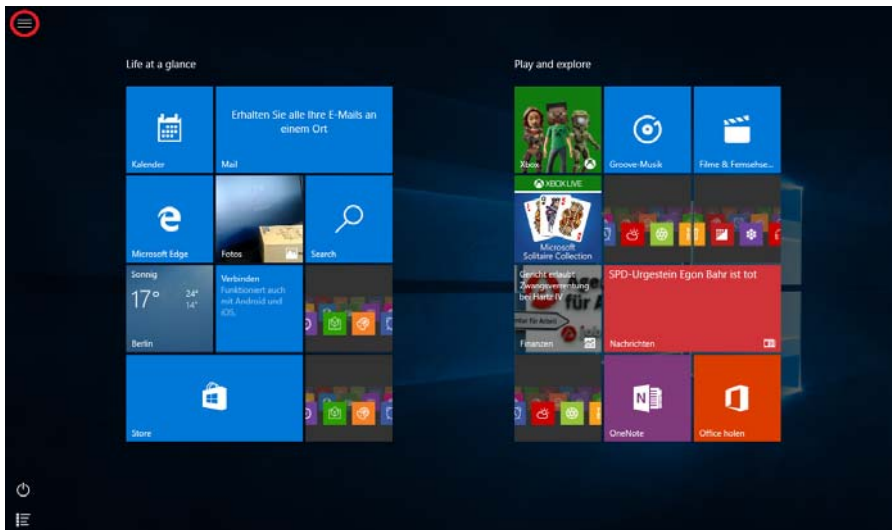 Life at a glance
Kalender
Erhalten Sie alle Ihre E-Mails an
einem Ort
Mail
Microsoft Edge
Fotos
Search
Sonnig
17°
24°
14°
Berlin
Verbinden
Funktioniert auch
mit Android und
iOS.
Store
Play and explore
Xbox
Groove-Musik
Filme & Fernsehse...
XBOX LIVE
Microsoft
Solitaire Collection
Gericht erlaubt
Zwangsverrentung
bei Hartz IV
Finanzen
SPD-Urgestein Egon Bahr ist tot
Nachrichten
OneNote
Office holen